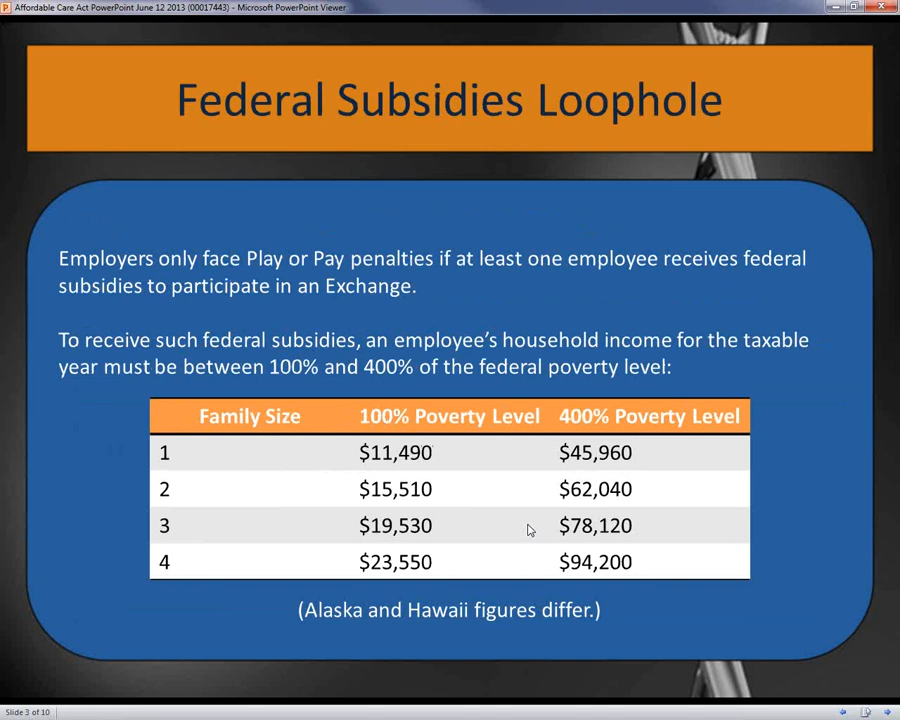 Affordable Care Act PowerPoint June 12 2013 (00017443) - Microsoft PowerPoint Viewer
Federal Subsidies Loophole
Employers only face Play or Pay penalties if at least one employee receives federal
subsidies to participate in an Exchange.
To receive such federal subsidies, an employee’s household income for the taxable
year must be between 100% and 400% of the federal poverty level:
Family Size 100% Poverty Level 400% Poverty Level
1 $11,490 $45,960
2 $15,510 $62,040
3 $19,530 $78,120
4 $23,550 $94,200
(Alaska and Hawaii figures differ.)
Slide 3 of 10